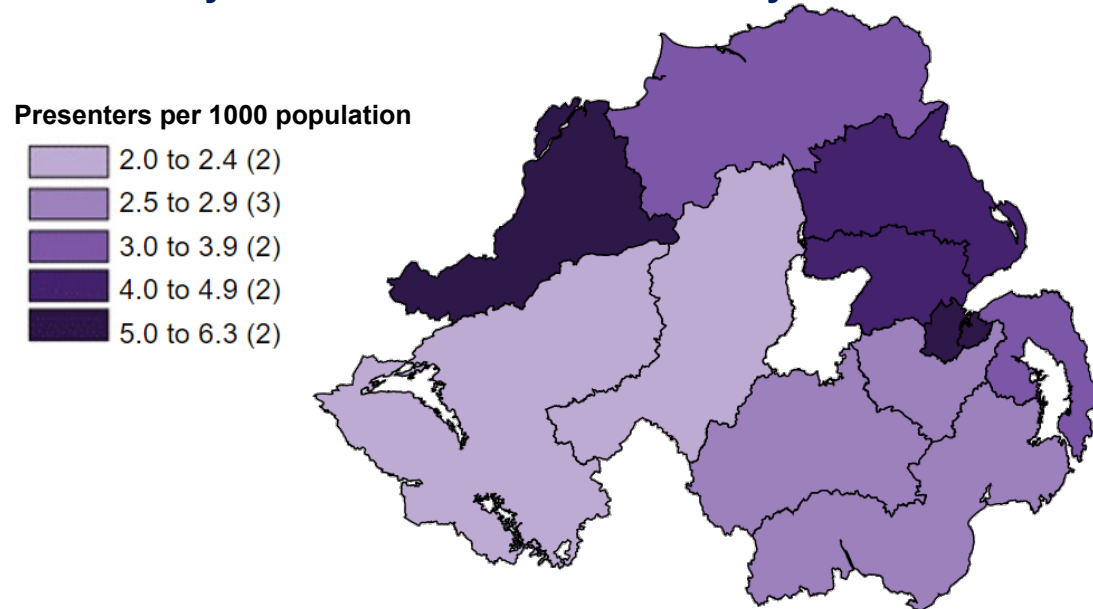 Presenters per 1000 population
2.0 to 2.4 (2)
2.5 to 2.9 (3)
3.0 to 3.9 (2)
4.0 to 4.9 (2)
5.0 to 6.3 (2)